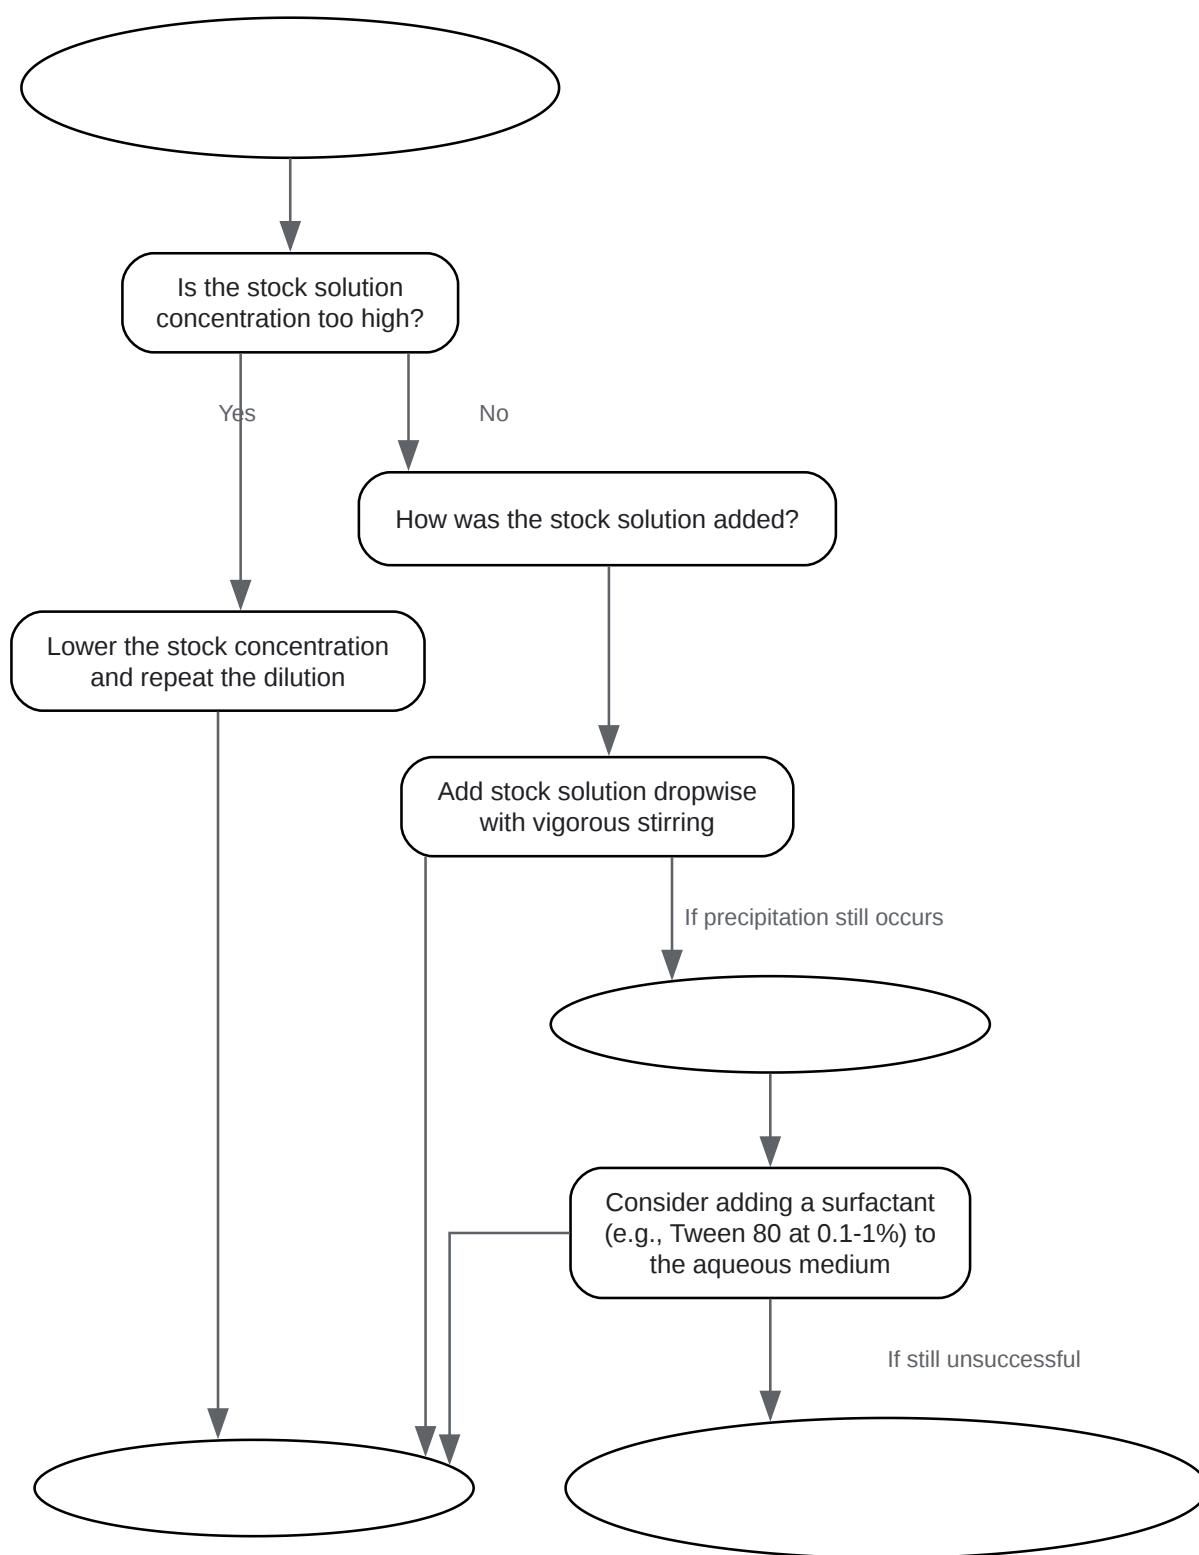 Is the stock solution
concentration too high?
Yes
No
How was the stock solution added?
Lower the stock concentration
and repeat the dilution
Add stock solution dropwise
with vigorous stirring
If precipitation still occurs
Consider adding a surfactant
(e.g., Tween 80 at 0.1-1%) to
the aqueous medium
If still unsuccessful